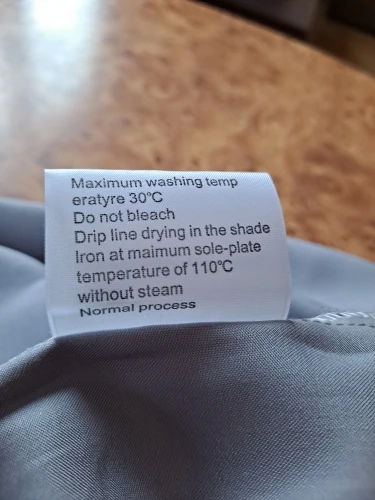 Maximum washing temp
eratyre 30℃
Do not bleach
Drip line drying in the shade
Iron at maimum sole-plate
temperature of 110℃
without steam
Normal process